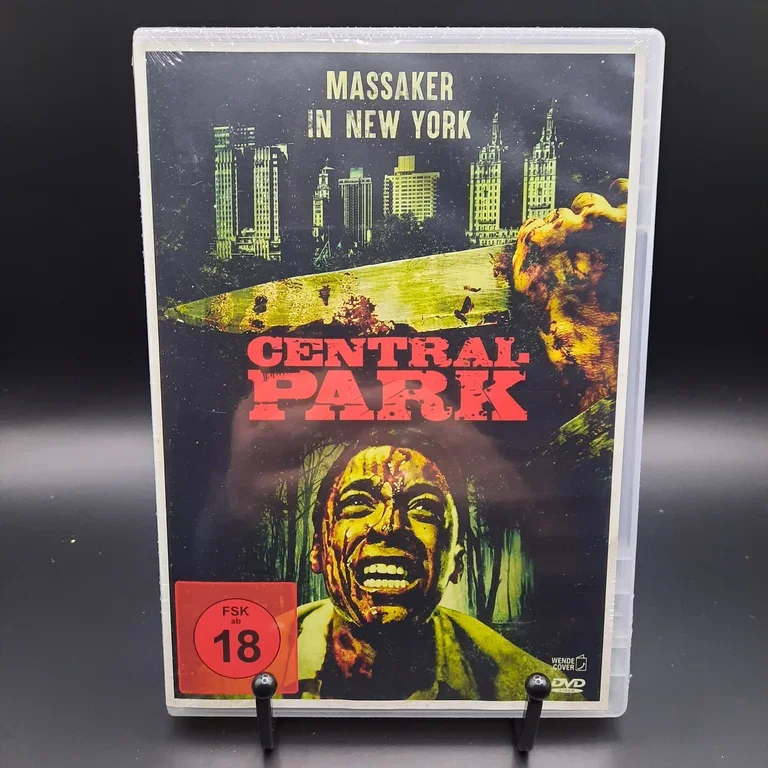 MASSAKER
IN NEW YORK
CENTRAL
PARK
FSK
ab
18
WENDE
COVER
DVD